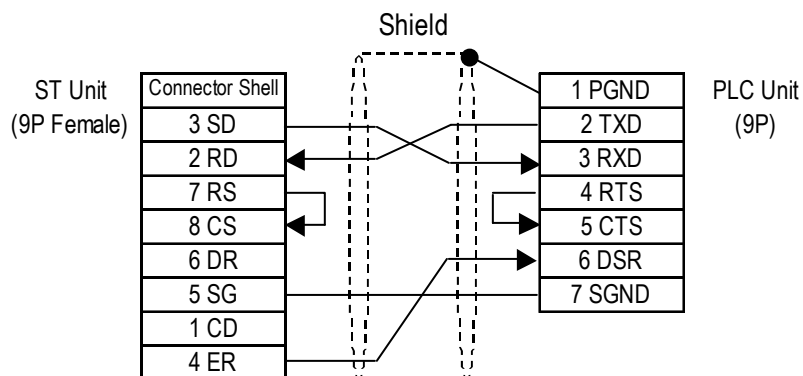 Shield
ST Unit
(9P Female)
Connector Shell
3 SD
2 RD
7 RS
8 CS
6 DR
5 SG
1 CD
4 ER
1 PGND
2 TXD
3 RXD
4 RTS
5 CTS
6 DSR
7 SGND
PLC Unit
(9P)